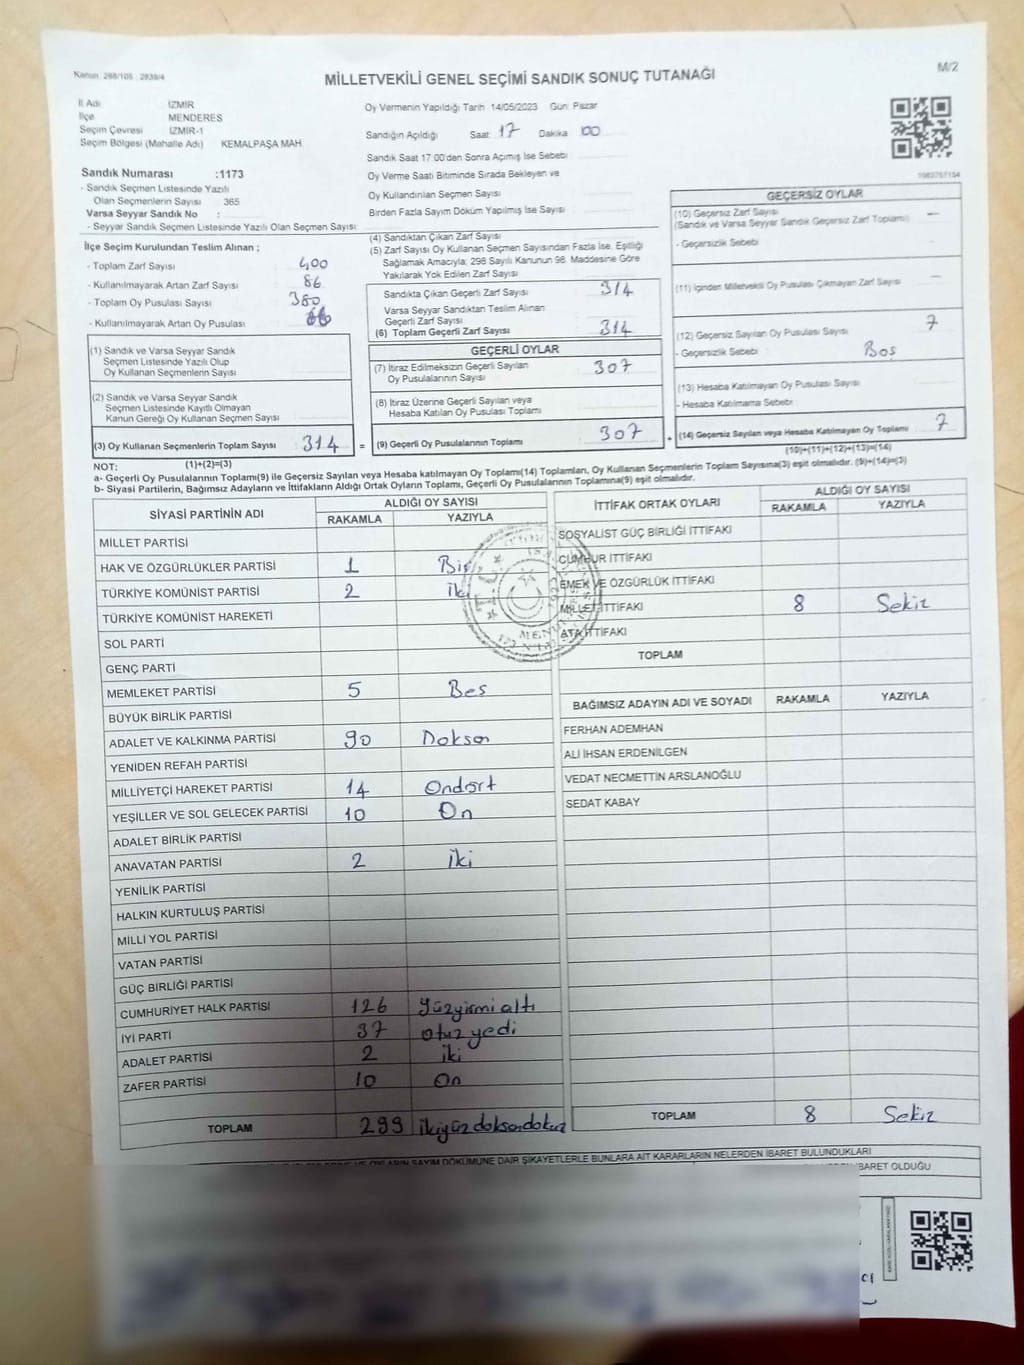 Kanun: 298/105 2839/4
MİLLETVEKİLİ GENEL SEÇİMİ SANDIK SONUÇ TUTANAĞI
M/2
İl Adı İZMİR
İlçe MENDERES
Seçim Çevresi İZMİR-1
Seçim Bölgesi (Mahalle Adı) KEMALPAŞA MAH.
Sandık Numarası :1173
- Sandık Seçmen Listesinde Yazılı
Olan Seçmenlerin Sayısı : 365
Varsa Seyyar Sandık No :
- Seyyar Sandık Seçmen Listesinde Yazılı Olan Seçmen Sayısı:
Oy Vermenin Yapıldığı Tarih 14/05/2023 Gün: Pazar
Sandığın Açıldığı Saat 17 Dakika 00
Sandık Saat 17:00'den Sonra Açılmış İse Sebebi
Oy Verme Saati Bitiminde Sırada Bekleyen ve
Oy Kullandırılan Seçmen Sayısı
Birden Fazla Sayım Döküm Yapılmış İse Sayısı
İlçe Seçim Kurulundan Teslim Alınan ;
- Toplam Zarf Sayısı 400
- Kullanılmayarak Artan Zarf Sayısı 86
- Toplam Oy Pusulası Sayısı 380
- Kullanılmayarak Artan Oy Pusulası
(1) Sandık ve Varsa Seyyar Sandık
Seçmen Listesinde Yazılı Olup
Oy Kullanan Seçmenlerin Sayısı
(2) Sandık ve Varsa Seyyar Sandık
Seçmen Listesinde Kayıtlı Olmayan
Kanun Gereği Oy Kullanan Seçmen Sayısı
(3) Oy Kullanan Seçmenlerin Toplam Sayısı 314 =
(1)+(2)=(3)
(4) Sandıktan Çıkan Zarf Sayısı
(5) Zarf Sayısı Oy Kullanan Seçmen Sayısından Fazla İse, Eşitliği
Sağlamak Amacıyla; 298 Sayılı Kanunun 98. Maddesine Göre
Yakılarak Yok Edilen Zarf Sayısı
Sandıkta Çıkan Geçerli Zarf Sayısı 314
Varsa Seyyar Sandıktan Teslim Alınan
Geçerli Zarf Sayısı
(6) Toplam Geçerli Zarf Sayısı 314
GEÇERLİ OYLAR
(7) İtiraz Edilmeksizin Geçerli Sayılan
Oy Pusulalarının Sayısı 307
(8) İtiraz Üzerine Geçerli Sayılan veya
Hesaba Katılan Oy Pusulası Toplamı
(9) Geçerli Oy Pusulalarının Toplamı 307 +
GEÇERSİZ OYLAR
(10) Geçersiz Zarf Sayısı —
(Sandık ve Varsa Seyyar Sandık Geçersiz Zarf Toplamı)
- Geçersizlik Sebebi
(11) İçinden Milletvekili Oy Pusulası Çıkmayan Zarf Sayısı —
(12) Geçersiz Sayılan Oy Pusulası Sayısı 7
- Geçersizlik Sebebi Bos
(13) Hesaba Katılmayan Oy Pusulası Sayısı
- Hesaba Katılmama Sebebi
(14) Geçersiz Sayılan veya Hesaba Katılmayan Oy Toplamı 7
(10)+(11)+(12)+(13)=(14)
NOT:
a- Geçerli Oy Pusulalarının Toplamı(9) ile Geçersiz Sayılan veya Hesaba katılmayan Oy Toplamı(14) Toplamları, Oy Kullanan Seçmenlerin Toplam Sayısına(3) eşit olmalıdır. (9)+(14)=(3)
b- Siyasi Partilerin, Bağımsız Adayların ve İttifakların Aldığı Ortak Oyların Toplamı, Geçerli Oy Pusulalarının Toplamına(9) eşit olmalıdır.
SİYASİ PARTİNİN ADI ALDIĞI OY SAYISI
RAKAMLA YAZIYLA
MİLLET PARTİSİ
HAK VE ÖZGÜRLÜKLER PARTİSİ 1 Bir
TÜRKİYE KOMÜNİST PARTİSİ 2 İki
TÜRKİYE KOMÜNİST HAREKETİ
SOL PARTİ
GENÇ PARTİ
MEMLEKET PARTİSİ 5 Bes
BÜYÜK BİRLİK PARTİSİ
ADALET VE KALKINMA PARTİSİ 90 Doksan
YENİDEN REFAH PARTİSİ
MİLLİYETÇİ HAREKET PARTİSİ 14 Ondört
YEŞİLLER VE SOL GELECEK PARTİSİ 10 On
ADALET BİRLİK PARTİSİ
ANAVATAN PARTİSİ 2 İki
YENİLİK PARTİSİ
HALKIN KURTULUŞ PARTİSİ
MİLLİ YOL PARTİSİ
VATAN PARTİSİ
GÜÇ BİRLİĞİ PARTİSİ
CUMHURİYET HALK PARTİSİ 126 Yüzyirmi altı
İYİ PARTİ 37 Otuz yedi
ADALET PARTİSİ 2 iki
ZAFER PARTİSİ 10 On
TOPLAM 299 ikiyüz doksandokuz
İTTİFAK ORTAK OYLARI ALDIĞI OY SAYISI
RAKAMLA YAZIYLA
SOSYALİST GÜÇ BİRLİĞİ İTTİFAKI
CUMHUR İTTİFAKI
EMEK VE ÖZGÜRLÜK İTTİFAKI
MİLLET İTTİFAKI 8 Sekiz
ATA İTTİFAKI
TOPLAM
BAĞIMSIZ ADAYIN ADI VE SOYADI RAKAMLA YAZIYLA
FERHAN ADEMHAN
ALİ İHSAN ERDENİLGEN
VEDAT NECMETTİN ARSLANOĞLU
SEDAT KABAY
TOPLAM 8 Sekiz
OYLARIN SAYIM DÖKÜMÜNE DAİR ŞİKAYETLERLE BUNLARA AİT KARARLARIN NELERDEN İBARET BULUNDUKLARI
İBARET OLDUĞU